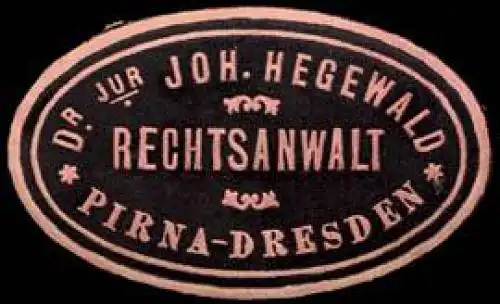 DR. JUR JOH. HEGEWALD
RECHTSANWALT
* PIRNA-DRESDEN *